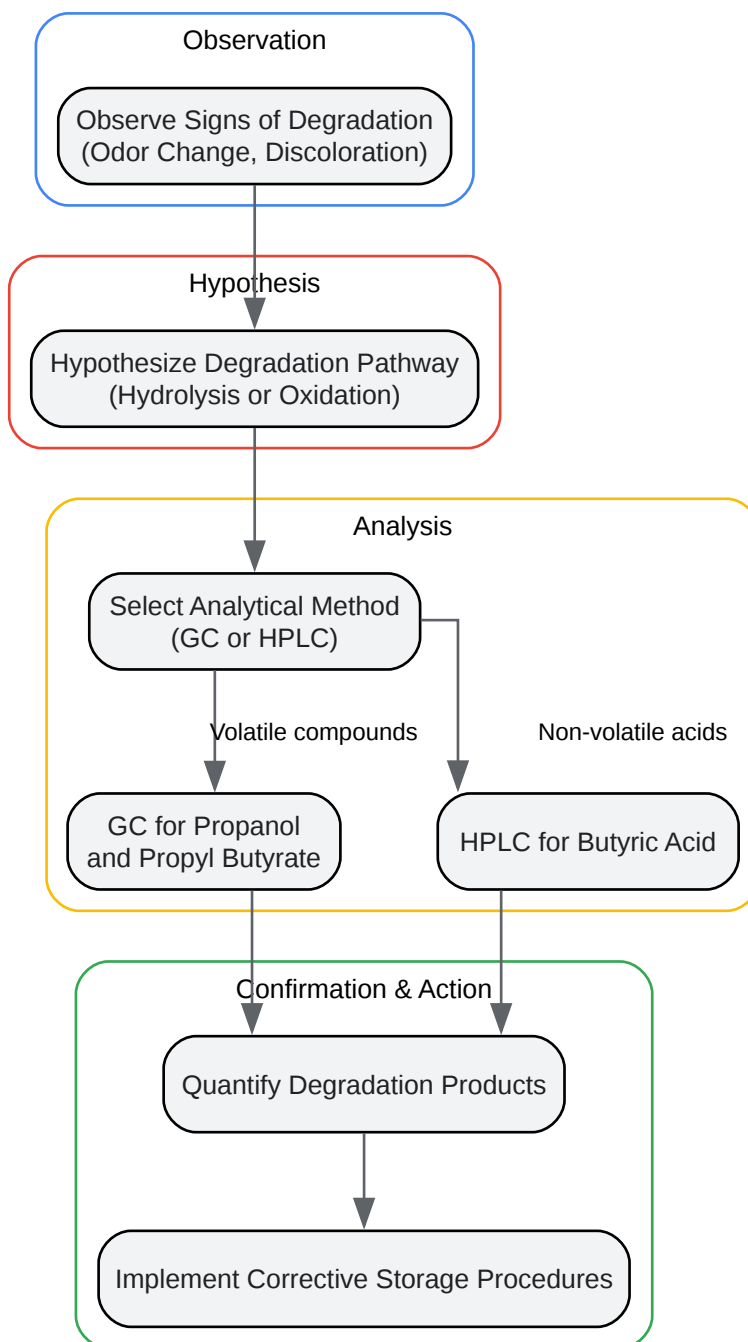 Observation
Observe Signs of Degradation
(Odor Change, Discoloration)
Hypothesis
Hypothesize Degradation Pathway
(Hydrolysis or Oxidation)
Analysis
Select Analytical Method
(GC or HPLC)
Volatile compounds
Non-volatile acids
GC for Propanol
and Propyl Butyrate
HPLC for Butyric Acid
Confirmation & Action
Quantify Degradation Products
Implement Corrective Storage Procedures